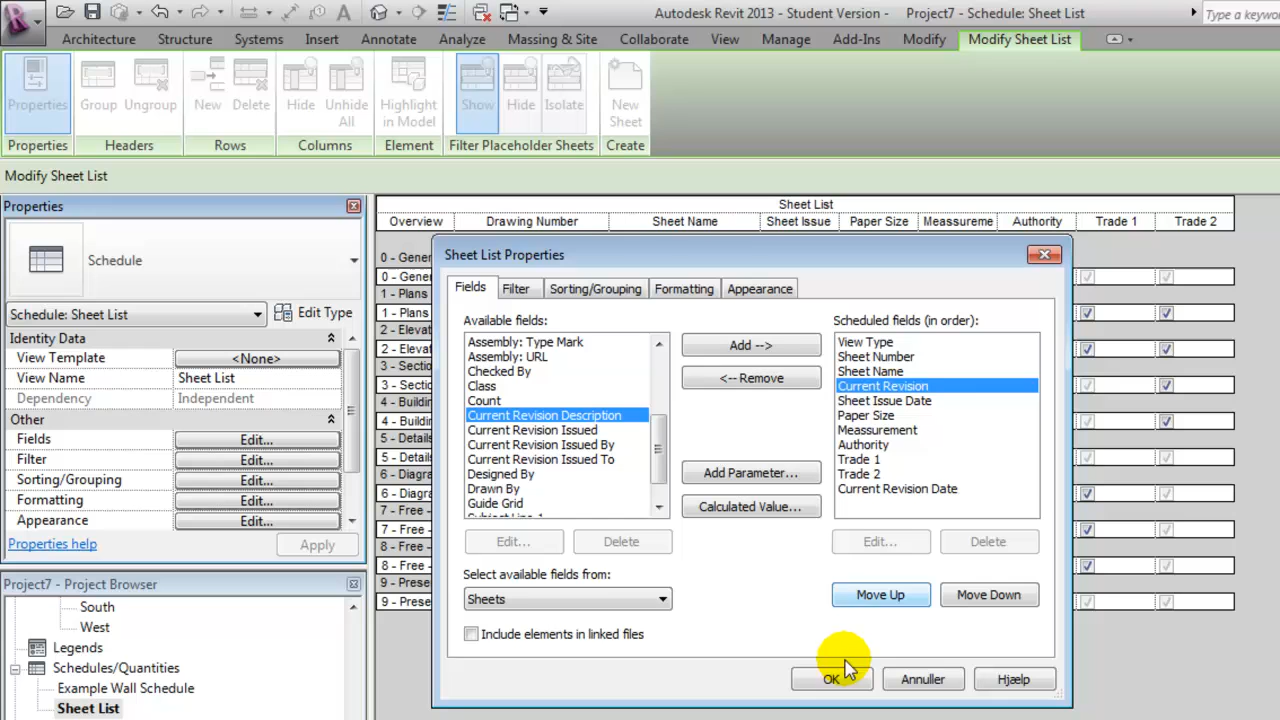 Autodesk Revit 2013 - Student Version - Project7 - Schedule: Sheet List
Type a keywor
Architecture Structure Systems Insert Annotate Analyze Massing & Site Collaborate View Manage Add-Ins Modify Modify Sheet List
Properties Group Ungroup New Delete Hide Unhide All Highlight in Model Show Hide Isolate New Sheet
Properties Headers Rows Columns Element Filter Placeholder Sheets Create
Modify Sheet List
Properties
Schedule
Schedule: Sheet List Edit Type
Identity Data
View Template <None>
View Name Sheet List
Dependency Independent
Other
Fields Edit...
Filter Edit...
Sorting/Grouping Edit...
Formatting Edit...
Appearance Edit...
Properties help Apply
Project7 - Project Browser
South
West
Legends
Schedules/Quantities
Example Wall Schedule
Sheet List
Sheet List
Overview Drawing Number Sheet Name Sheet Issue Paper Size Meassureme Authority Trade 1 Trade 2
0 - Gener
0 - Gener
1 - Plans
1 - Plans
2 - Elevat
2 - Elevat
3 - Sectio
3 - Sectio
4 - Buildin
4 - Buildin
5 - Details
5 - Details
6 - Diagra
6 - Diagra
7 - Free -
7 - Free -
8 - Free -
8 - Free -
9 - Prese
9 - Prese
Sheet List Properties
Fields Filter Sorting/Grouping Formatting Appearance
Available fields:
Assembly: Type Mark
Assembly: URL
Checked By
Class
Count
Current Revision Description
Current Revision Issued
Current Revision Issued By
Current Revision Issued To
Designed By
Drawn By
Guide Grid
Add -->
<-- Remove
Add Parameter...
Calculated Value...
Scheduled fields (in order):
View Type
Sheet Number
Sheet Name
Current Revision
Sheet Issue Date
Paper Size
Meassurement
Authority
Trade 1
Trade 2
Current Revision Date
Edit... Delete Edit... Delete
Select available fields from:
Sheets
Move Up Move Down
Include elements in linked files
OK Annuller Hjælp